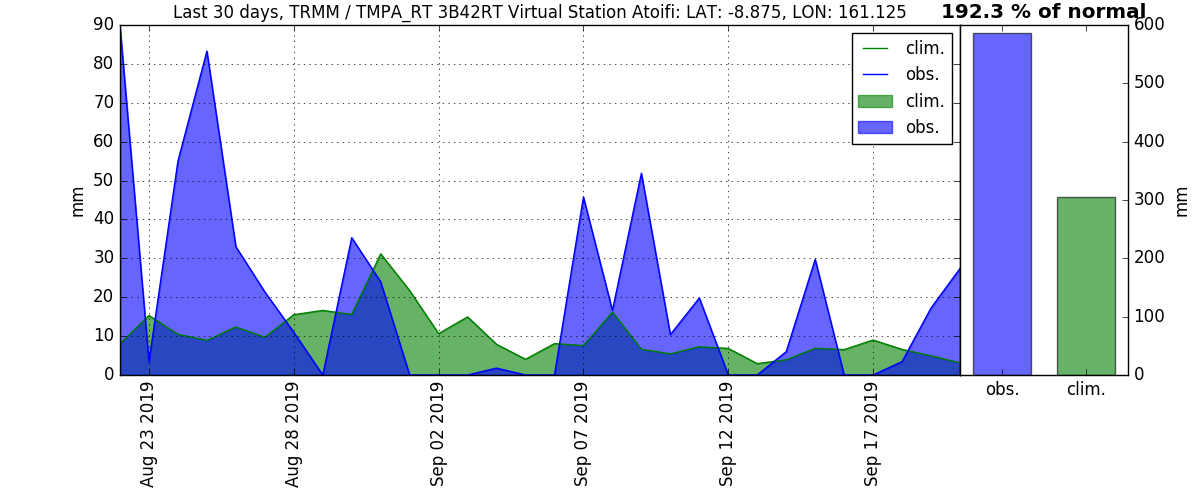 Last 30 days, TRMM / TMPA_RT 3B42RT Virtual Station Atoifi: LAT: -8.875, LON: 161.125
192.3 % of normal
90
80
70
60
50
40
30
20
10
0
mm
clim.
obs.
clim.
obs.
Aug 23 2019
Aug 28 2019
Sep 02 2019
Sep 07 2019
Sep 12 2019
Sep 17 2019
600
500
400
300
200
100
0
mm
obs.
clim.